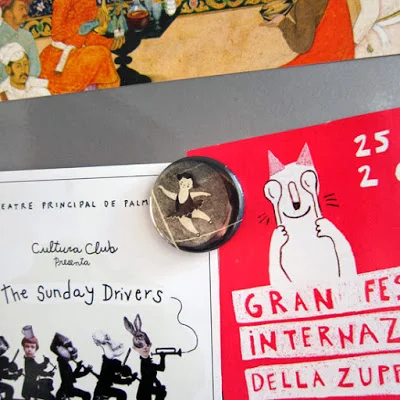 EATRE PRINCIPAL DE PALM
Cultura Club
Presenta
The Sunday Drivers
25
2
GRAN FES
INTERNAZ
DELLA ZUPP